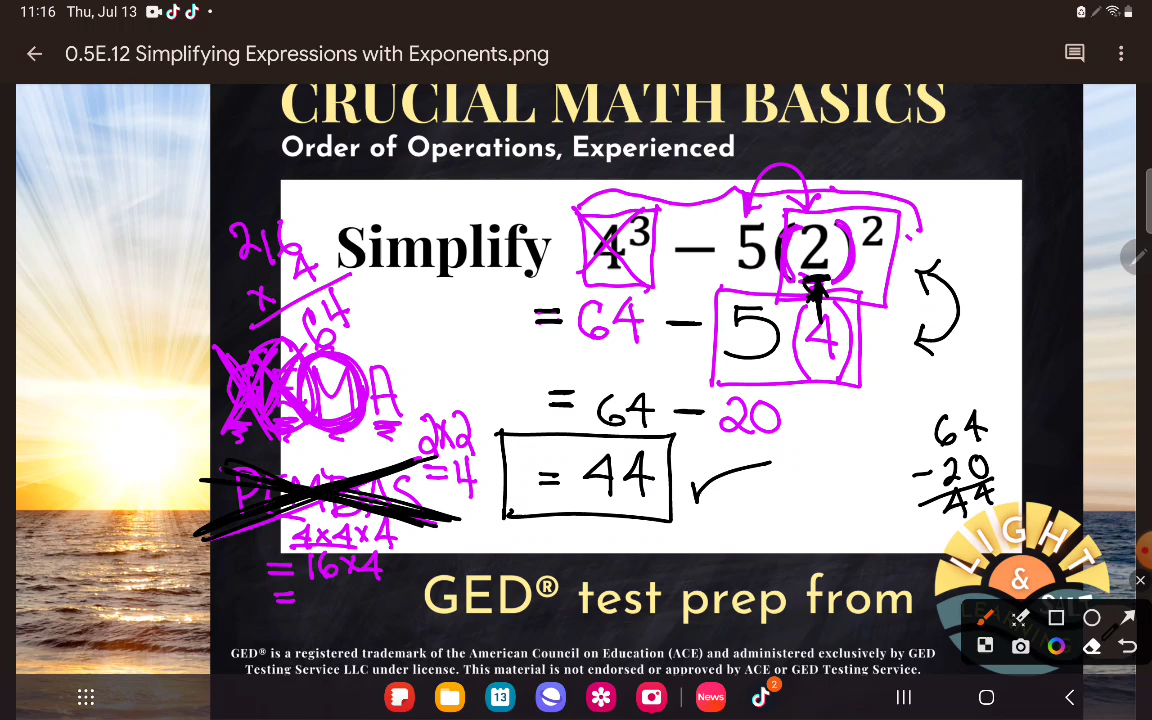 11:16 Thu, Jul 13
0.5E.12 Simplifying Expressions with Exponents.png
CRUCIAL MATH BASICS
Order of Operations, Experienced
Simplify 4³ − 5(2)²
= 64 − 5(4)
= 64 − 20
= 44
216
× 4
64
M A
2×2
= 4
4×4×4
= 16×4
=
64
− 20
44
GED® test prep from
LIGHT
&
GED® is a registered trademark of the American Council on Education (ACE) and administered exclusively by GED
Testing Service LLC under license. This material is not endorsed or approved by ACE or GED Testing Service.
13
News
2